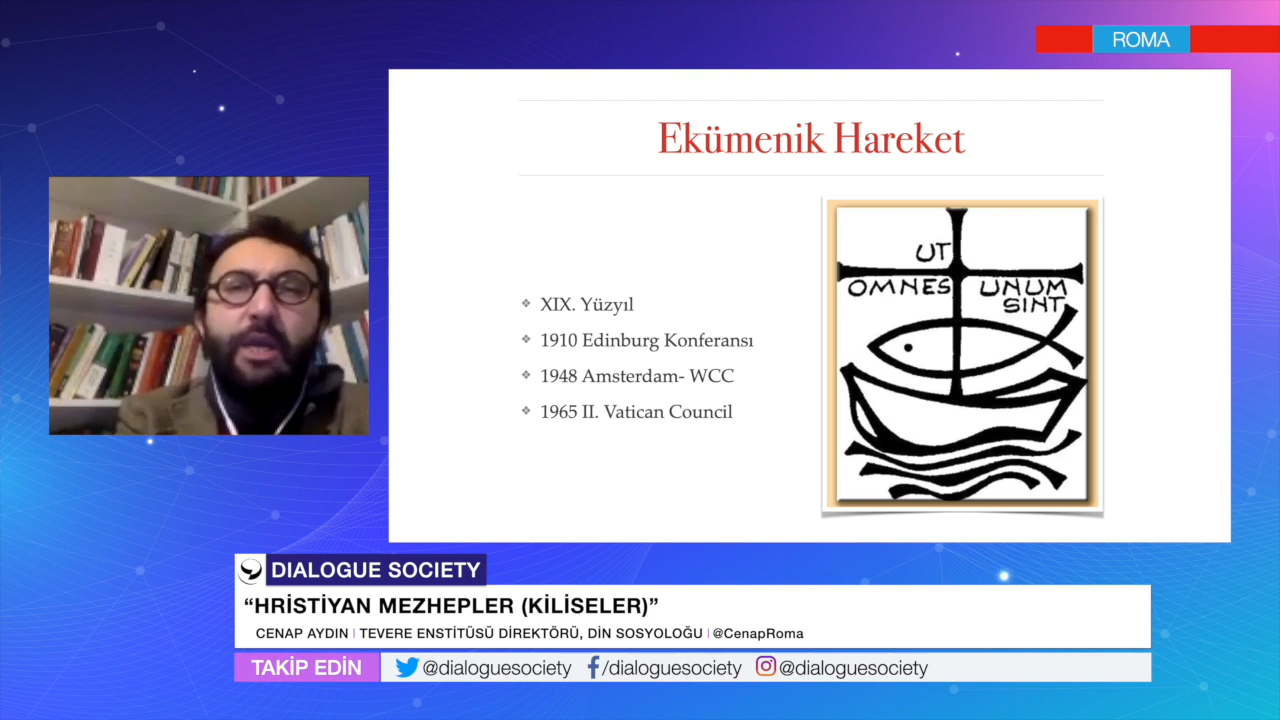 ROMA
Ekümenik Hareket
UT
OMNES UNUM
SINT
XIX. Yüzyıl
1910 Edinburg Konferansı
1948 Amsterdam- WCC
1965 II. Vatican Council
DIALOGUE SOCIETY
“HRİSTİYAN MEZHEPLER (KİLİSELER)”
CENAP AYDIN | TEVERE ENSTİTÜSÜ DİREKTÖRÜ, DİN SOSYOLOĞU | @CenapRoma
TAKİP EDİN @dialoguesociety /dialoguesociety @dialoguesociety